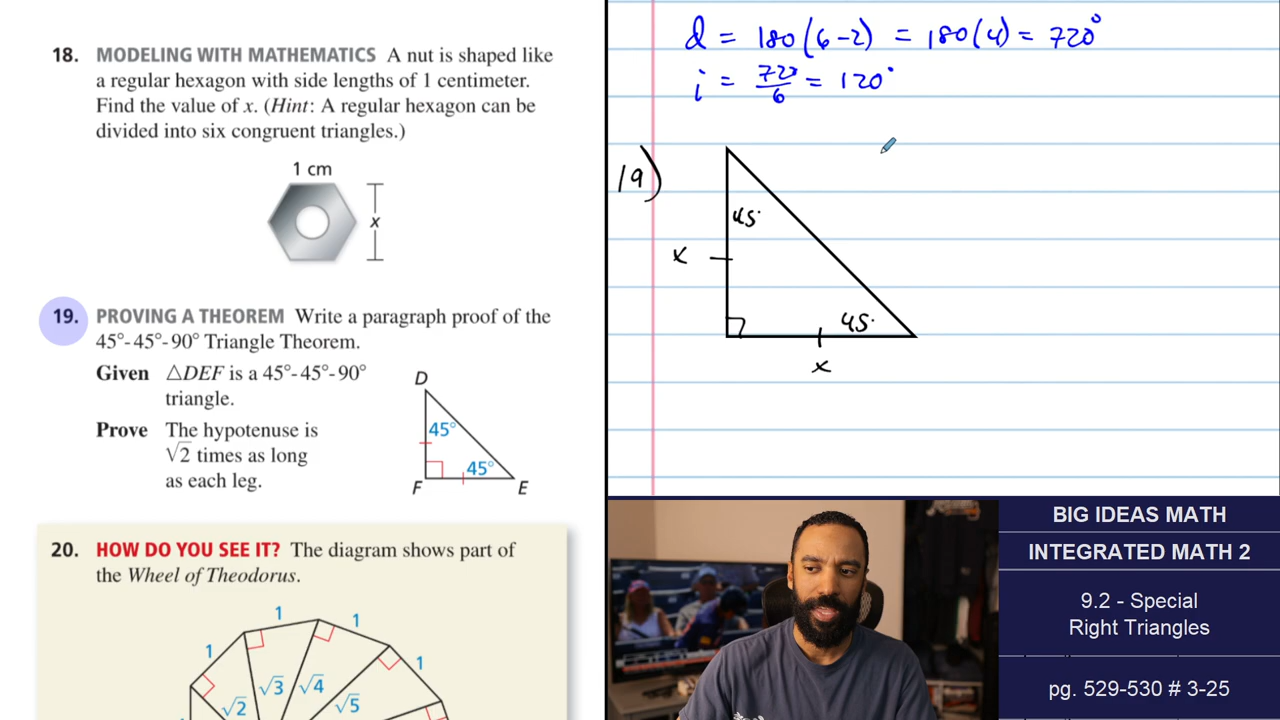 18. MODELING WITH MATHEMATICS A nut is shaped like
a regular hexagon with side lengths of 1 centimeter.
Find the value of x. (Hint: A regular hexagon can be
divided into six congruent triangles.)
1 cm
x
19. PROVING A THEOREM Write a paragraph proof of the
45°-45°-90° Triangle Theorem.
Given △DEF is a 45°-45°-90°
triangle.
Prove The hypotenuse is
√2 times as long
as each leg.
D
45°
45°
F
E
20. HOW DO YOU SEE IT? The diagram shows part of
the Wheel of Theodorus.
1
1
1
1
√2
√3
√4
√5
= 180(6-2) = 180(4) = 720°
i = 720/6 = 120°
19)
45°
x
45°
x
BIG IDEAS MATH
INTEGRATED MATH 2
9.2 - Special
Right Triangles
pg. 529-530 # 3-25